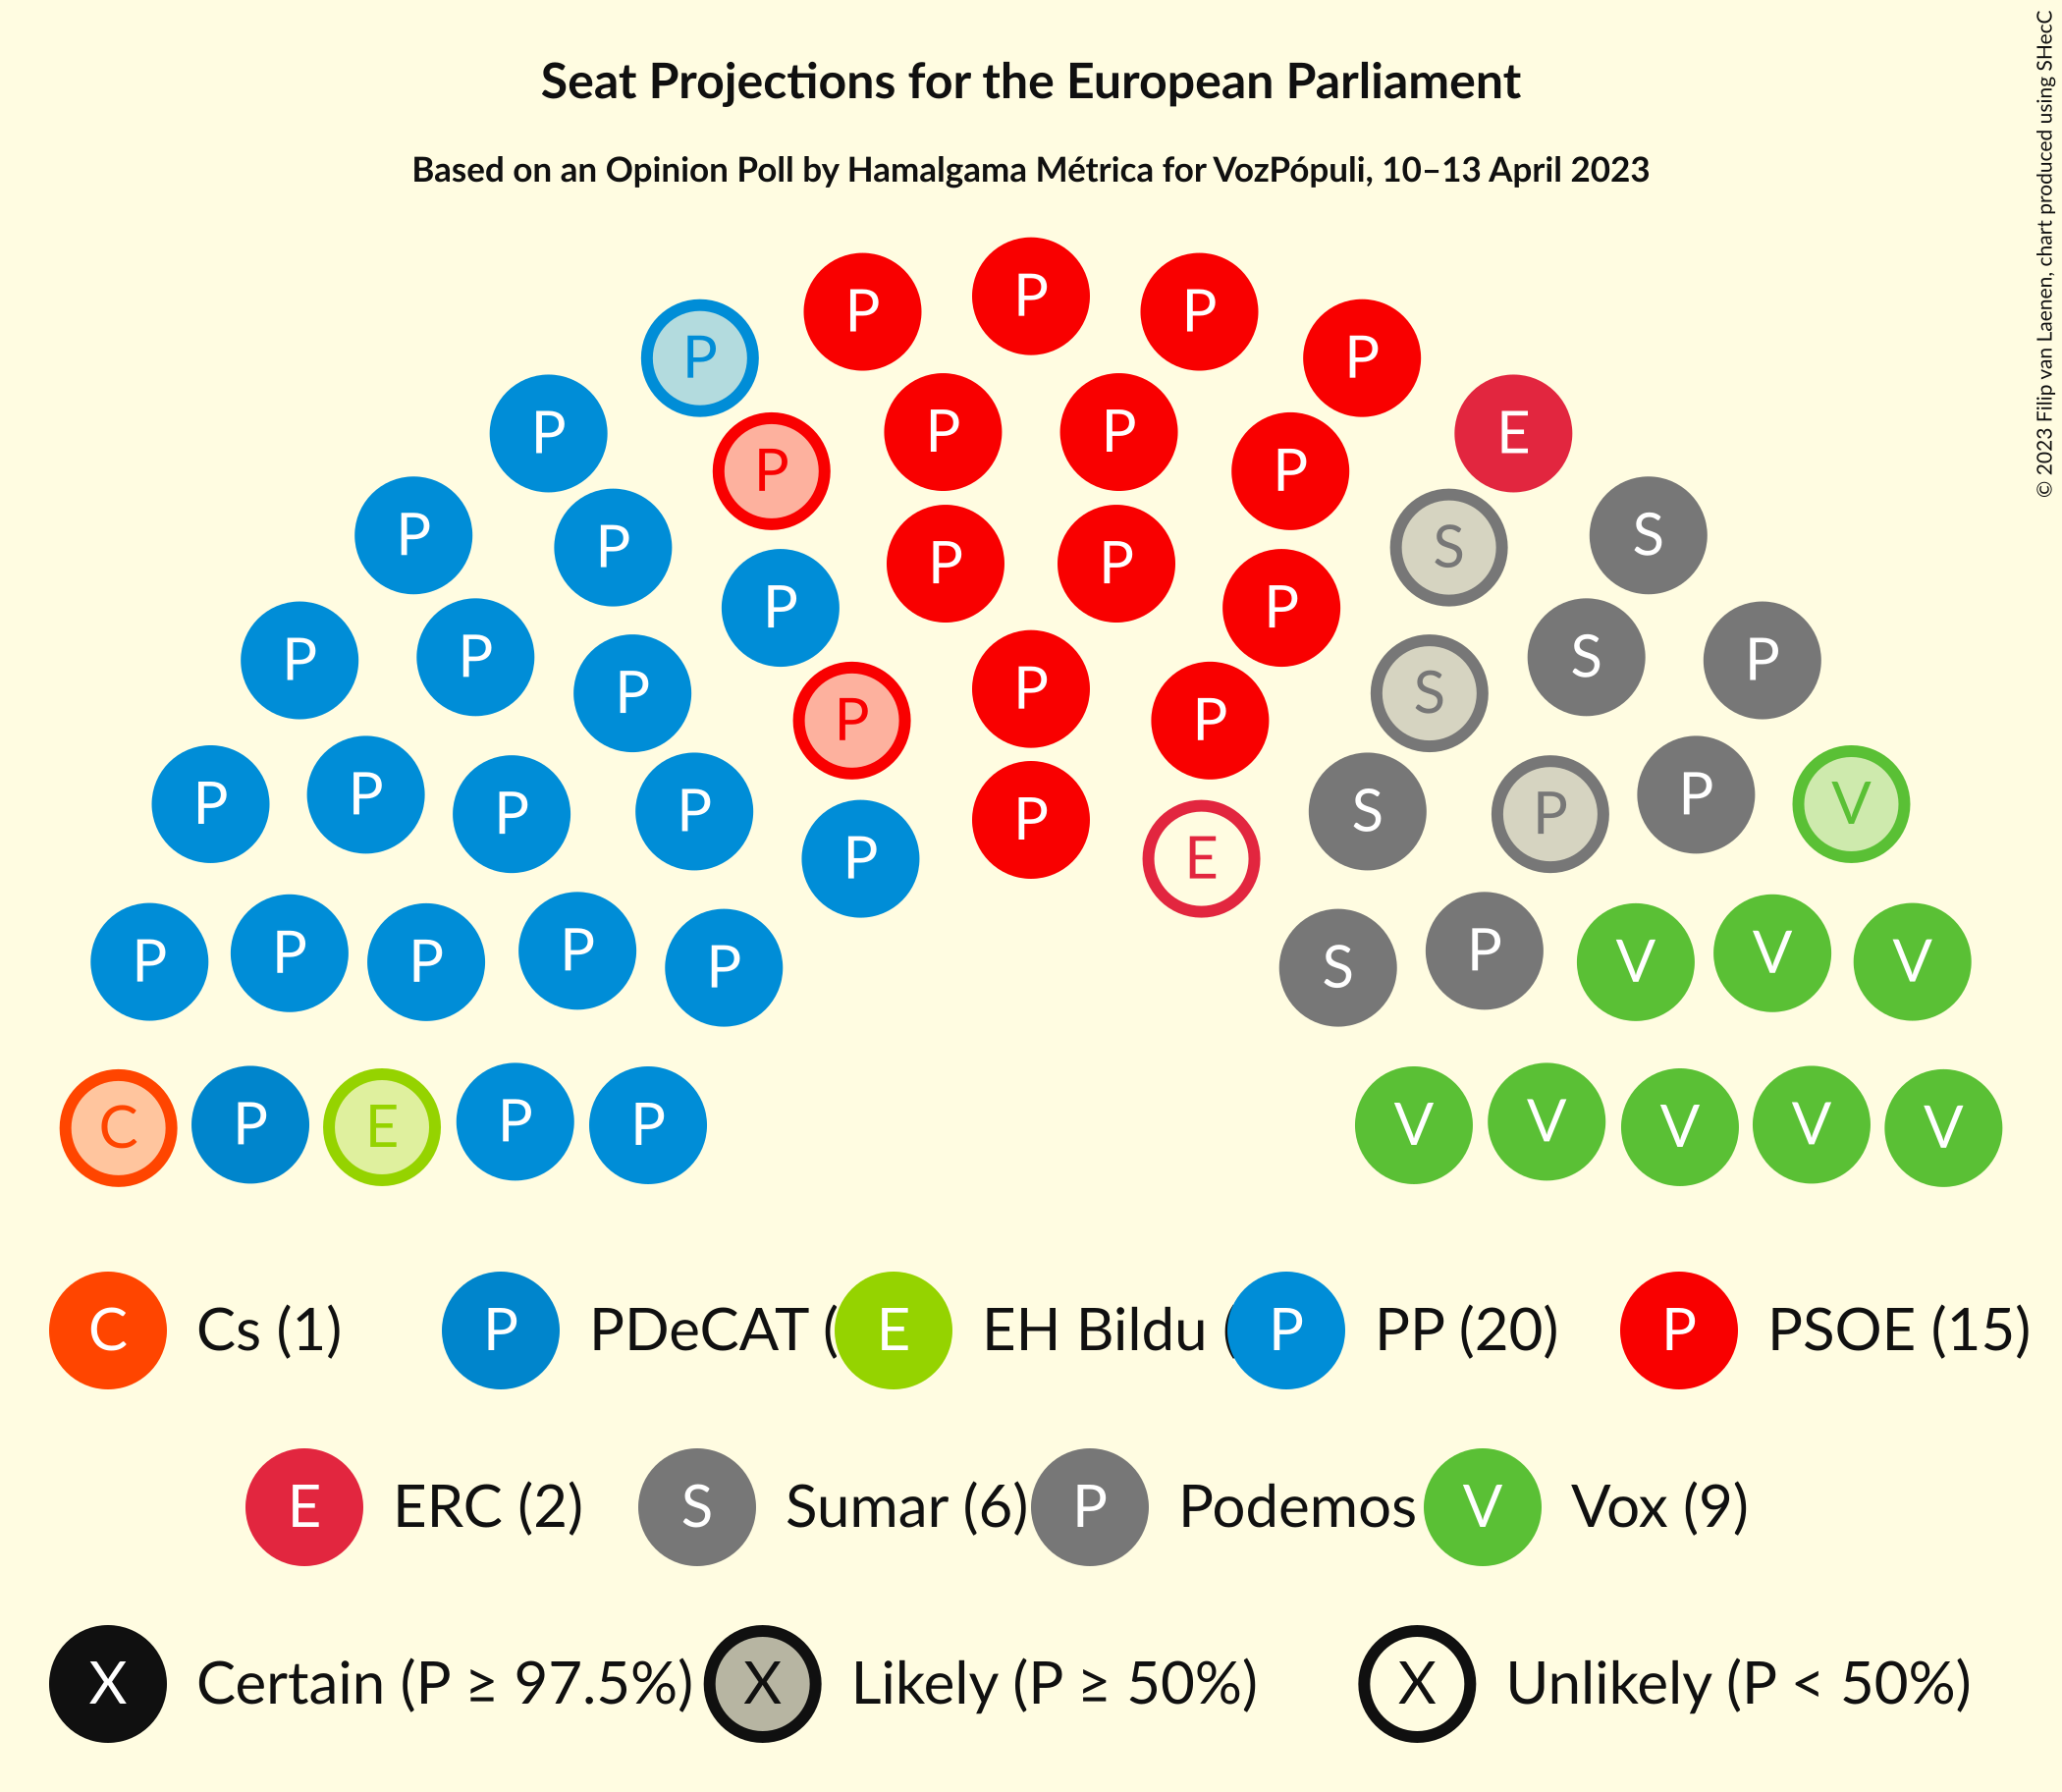 Seat Projections for the European Parliament
Based on an Opinion Poll by Hamalgama Métrica for VozPópuli, 10–13 April 2023
© 2023 Filip van Laenen, chart produced using SHecC
P
P P
P P
P P P E
P P
P P S S
P P
P P
P P S P
P P S
P P
P P P P P S P P V
P E
P P P P P S P V V V
C P E P P V V V V V
C Cs (1) P PDeCAT ( E EH Bildu ( P PP (20) P PSOE (15)
E ERC (2) S Sumar (6) P Podemos V Vox (9)
X Certain (P ≥ 97.5%) X Likely (P ≥ 50%) X Unlikely (P < 50%)